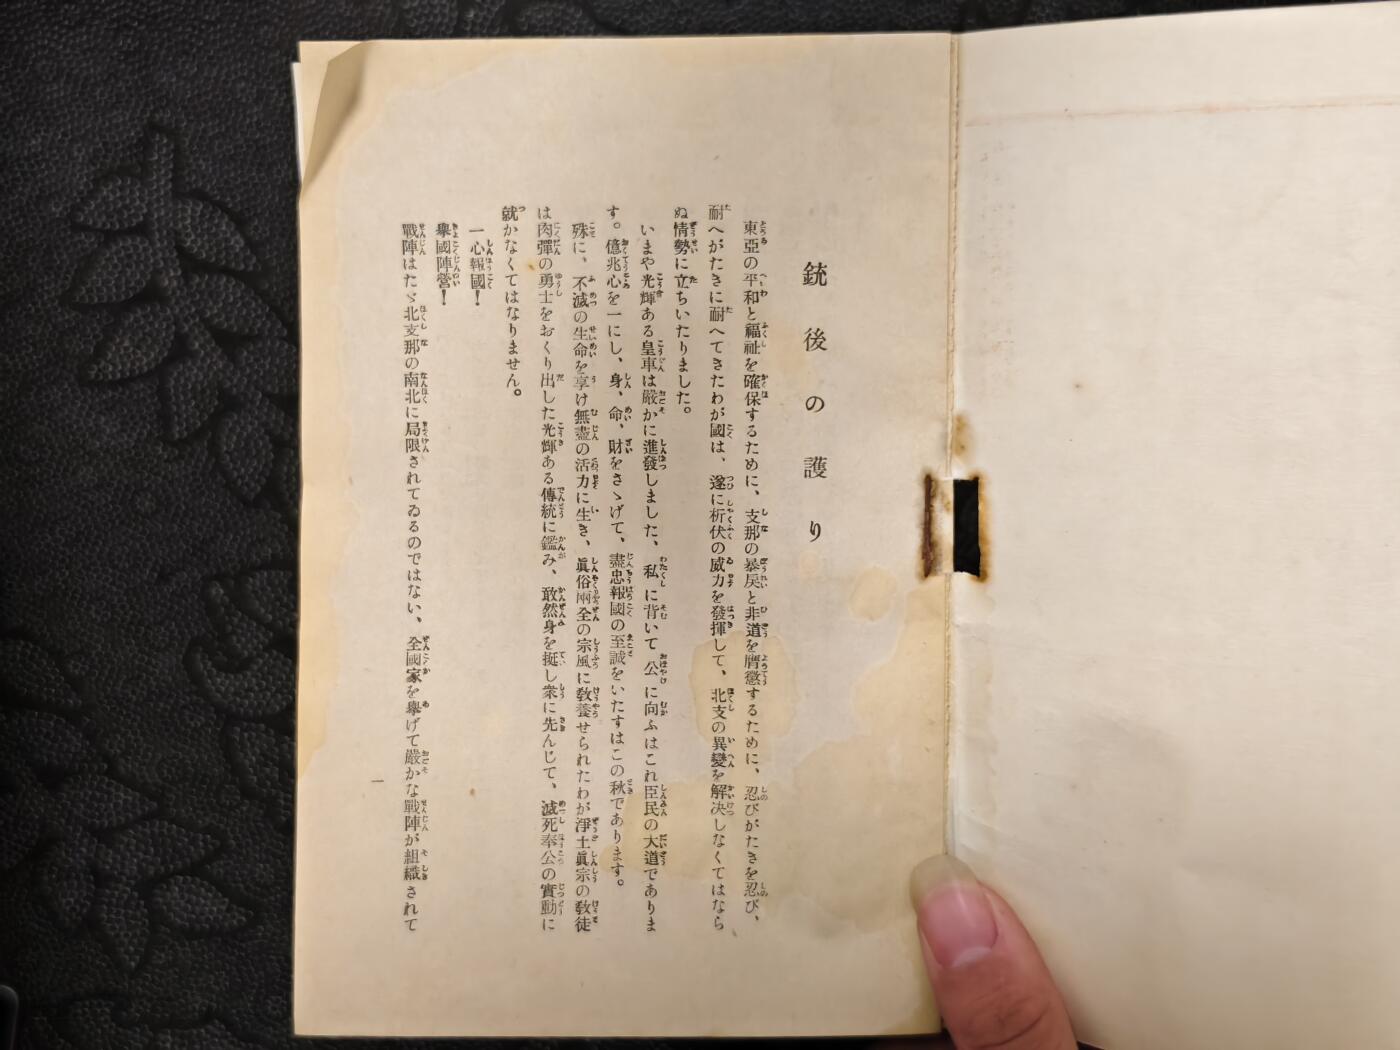 銃後の護り
東亞の平和と福祉を確保するために、支那の暴戾と非道を膺懲するために、忍びがたきを忍び、
耐へがたきに耐へてきたわが國は、遂に折伏の威力を發揮して、北支の異變を解决しなくてはなら
ぬ情勢に立ちいたりました。
いまや光輝ある皇軍は嚴かに進發しました、私に背いて公に向ふはこれ臣民の大道でありま
す。億兆心を一にし、身、命、財をさゝげて、盡忠報國の至誠をいたすはこの秋であります。
殊に、不滅の生命を享け無盡の活力に生き、眞俗兩全の宗風に敎養せられたわが淨土眞宗の敎徒
は肉彈の勇士をおくり出した光輝ある傳統に鑑み、敢然身を挺し衆に先んじて、滅死奉公の實動に
就かなくてはなりません。
一心報國！
擧國陣營！
戰陣はたゞ北支那の南北に局限されてゐるのではない、全國家を擧げて嚴かな戰陣が組織されて
一